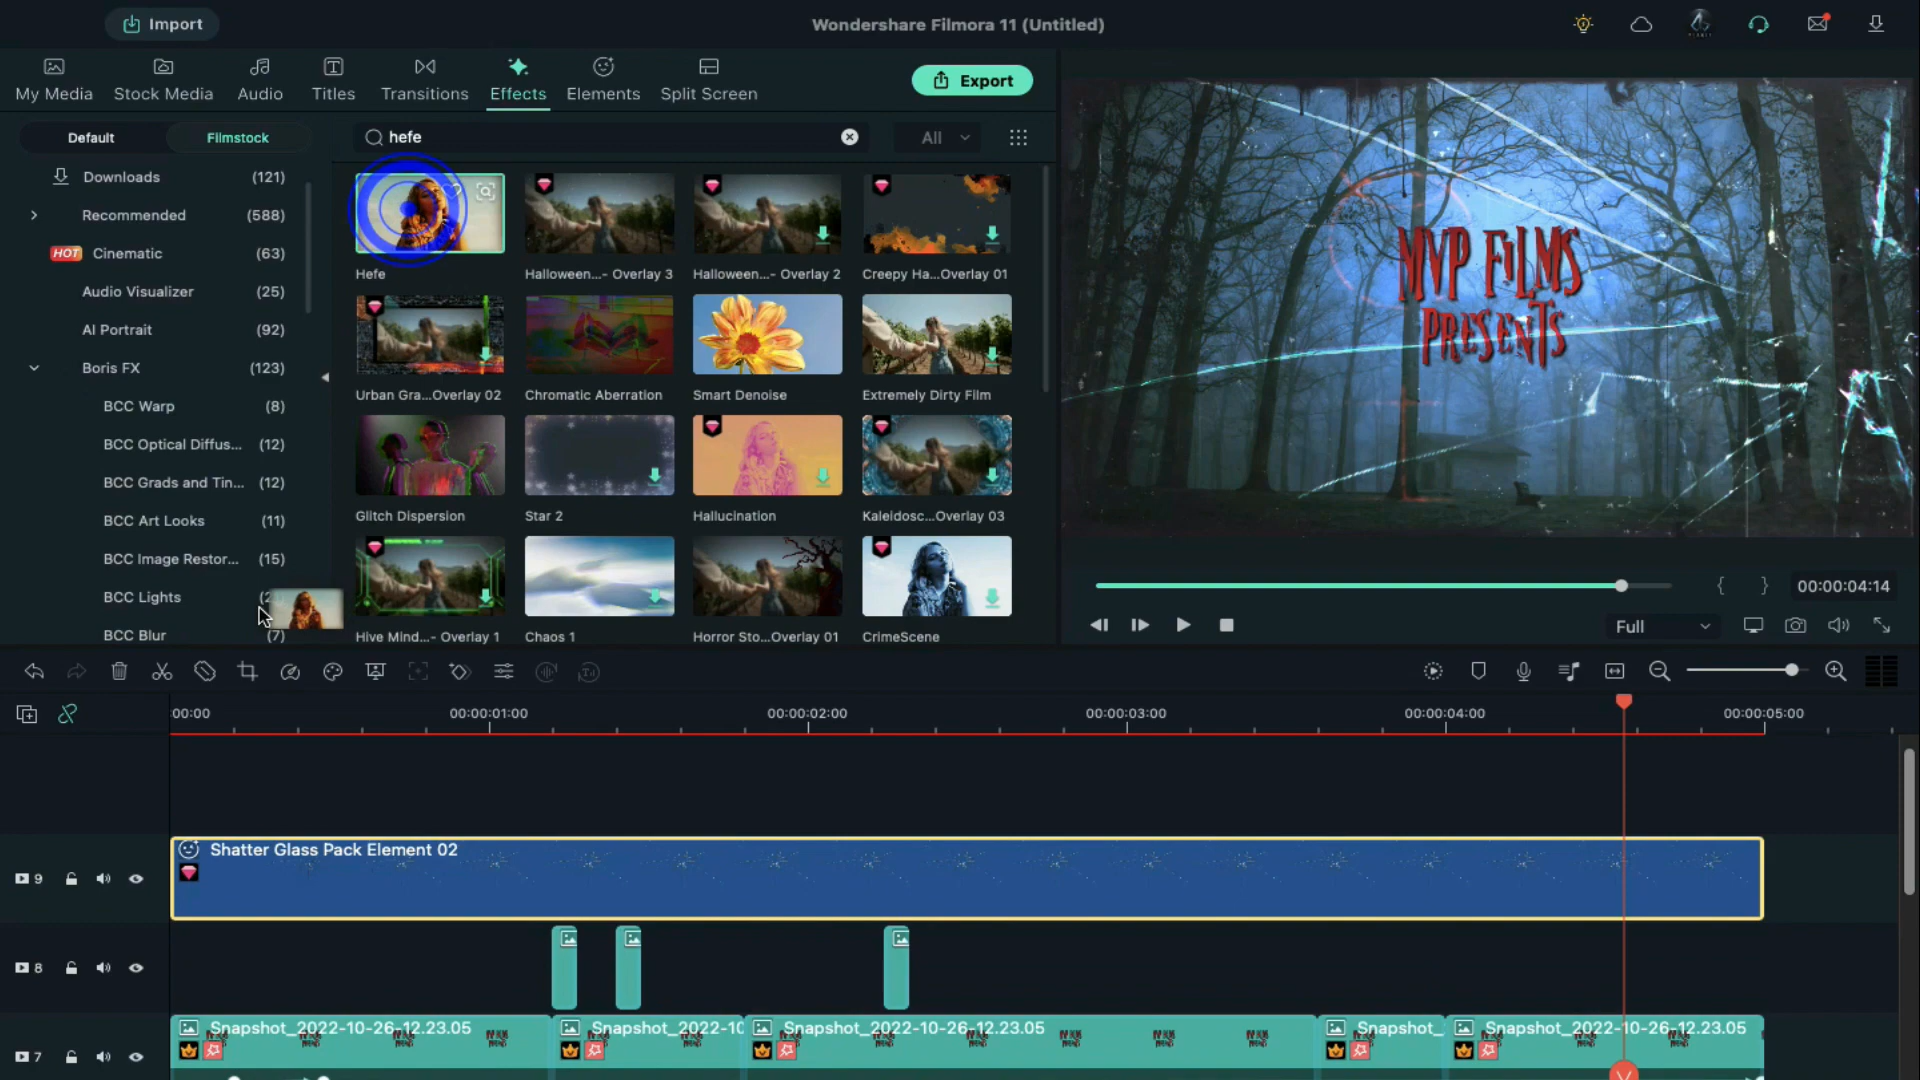 Import
Wondershare Filmora 11 (Untitled)
My Media
Stock Media
Audio
Titles
Transitions
Effects
Elements
Split Screen
Export
Default
Filmstock
hefe
All
Downloads (121)
Recommended (588)
HOT Cinematic (63)
Audio Visualizer (25)
AI Portrait (92)
Boris FX (123)
BCC Warp (8)
BCC Optical Diffus... (12)
BCC Grads and Tin... (12)
BCC Art Looks (11)
BCC Image Restor... (15)
BCC Lights
BCC Blur (7)
Hefe
Halloween...- Overlay 3
Halloween...- Overlay 2
Creepy Ha...Overlay 01
Urban Gra...Overlay 02
Chromatic Aberration
Smart Denoise
Extremely Dirty Film
Glitch Dispersion
Star 2
Hallucination
Kaleidosc...Overlay 03
Hive Mind...- Overlay 1
Chaos 1
Horror Sto...Overlay 01
CrimeScene
MVP FILMS
PRESENTS
00:00:04:14
Full
:00:00
00:00:01:00
00:00:02:00
00:00:03:00
00:00:04:00
00:00:05:00
9
Shatter Glass Pack Element 02
8
7
Snapshot_2022-10-26-12.23.05
Snapshot_2022-10
Snapshot_2022-10-26-12.23.05
Snapshot_
Snapshot_2022-10-26-12.23.05